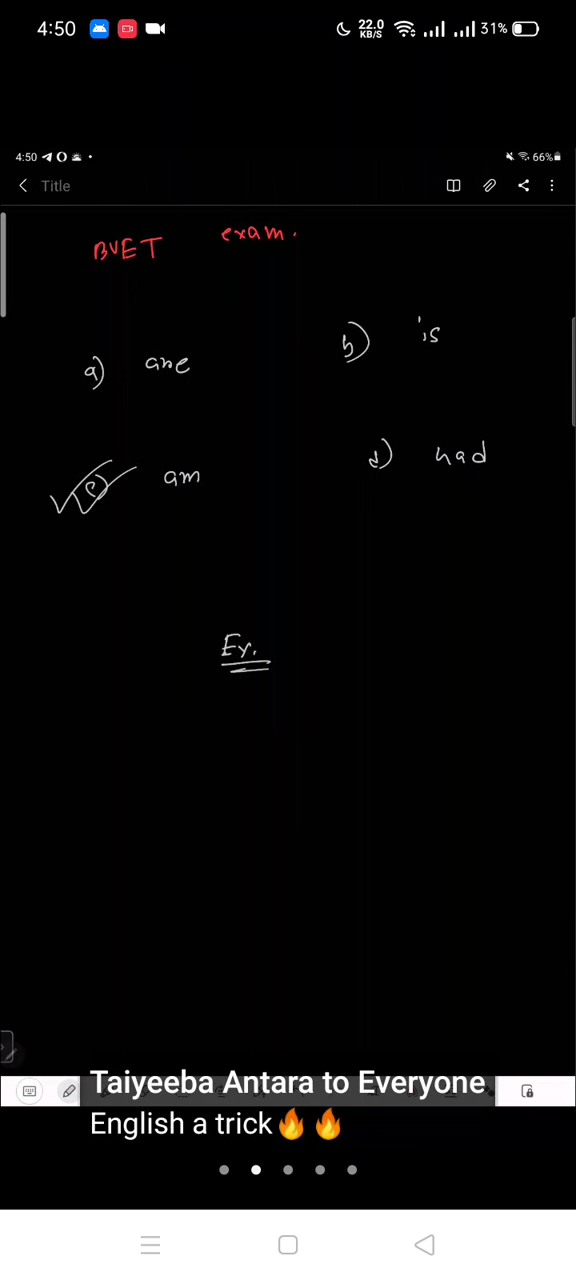 4:50 22.0 KB/S 31%
4:50 66%
Title
BUET exam.
a) are b) is
c) am d) had
Ex.
Taiyeeba Antara to Everyone
English a trick🔥🔥